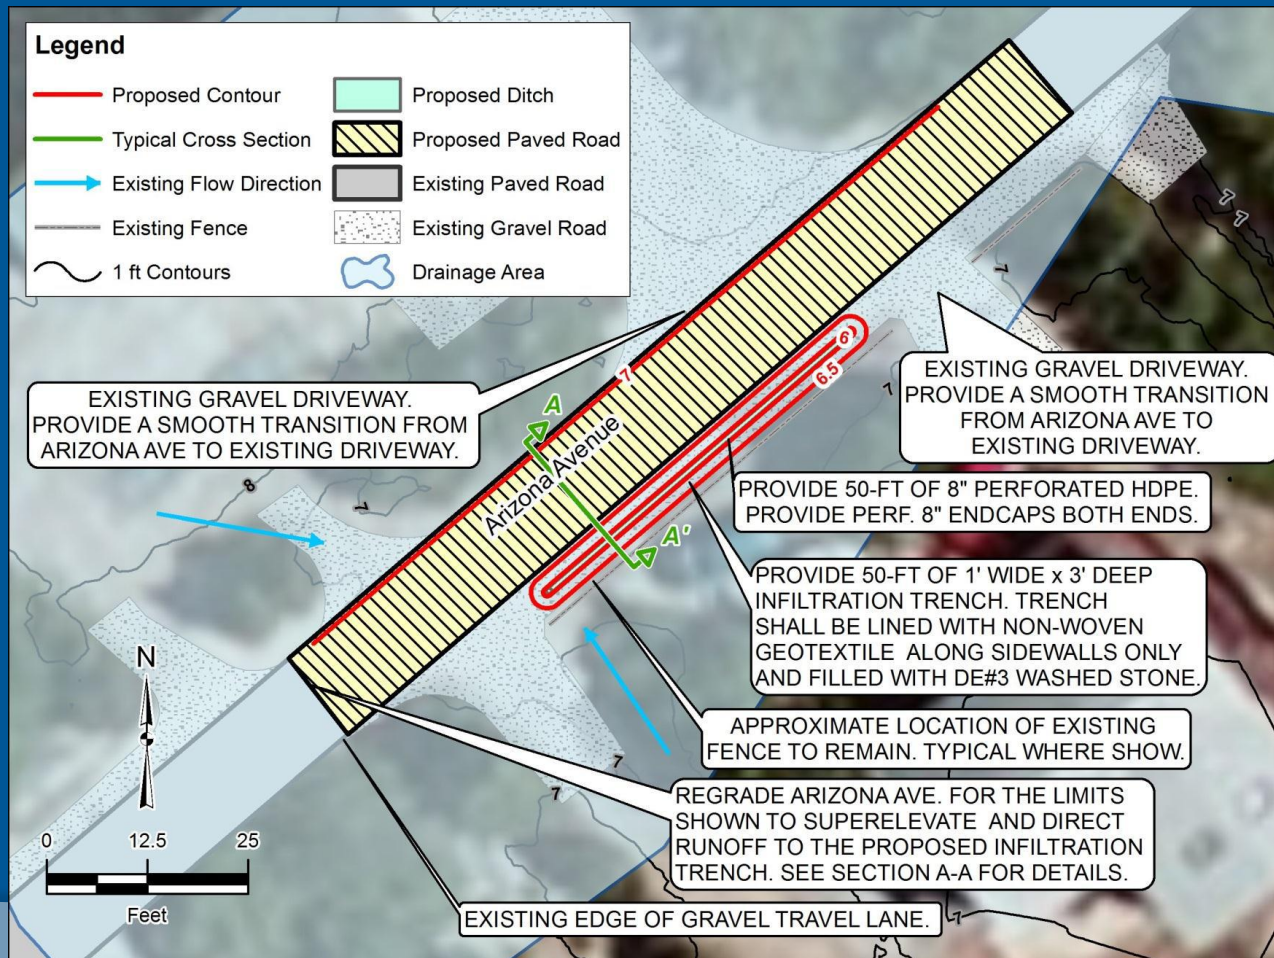 Legend
Proposed Contour
Typical Cross Section
Existing Flow Direction
Existing Fence
1 ft Contours
Proposed Ditch
Proposed Paved Road
Existing Paved Road
Existing Gravel Road
Drainage Area
7
7
7
EXISTING GRAVEL DRIVEWAY.
PROVIDE A SMOOTH TRANSITION FROM
ARIZONA AVE TO EXISTING DRIVEWAY.
7
6
6.5
7
EXISTING GRAVEL DRIVEWAY.
PROVIDE A SMOOTH TRANSITION
FROM ARIZONA AVE TO
EXISTING DRIVEWAY.
A
Arizona Avenue
A'
8
7
PROVIDE 50-FT OF 8" PERFORATED HDPE.
PROVIDE PERF. 8" ENDCAPS BOTH ENDS.
PROVIDE 50-FT OF 1' WIDE x 3' DEEP
INFILTRATION TRENCH. TRENCH
SHALL BE LINED WITH NON-WOVEN
GEOTEXTILE ALONG SIDEWALLS ONLY
AND FILLED WITH DE#3 WASHED STONE.
N
APPROXIMATE LOCATION OF EXISTING
FENCE TO REMAIN. TYPICAL WHERE SHOW.
7
7
REGRADE ARIZONA AVE. FOR THE LIMITS
SHOWN TO SUPERELEVATE AND DIRECT
RUNOFF TO THE PROPOSED INFILTRATION
TRENCH. SEE SECTION A-A FOR DETAILS.
0 12.5 25
Feet
EXISTING EDGE OF GRAVEL TRAVEL LANE.
7